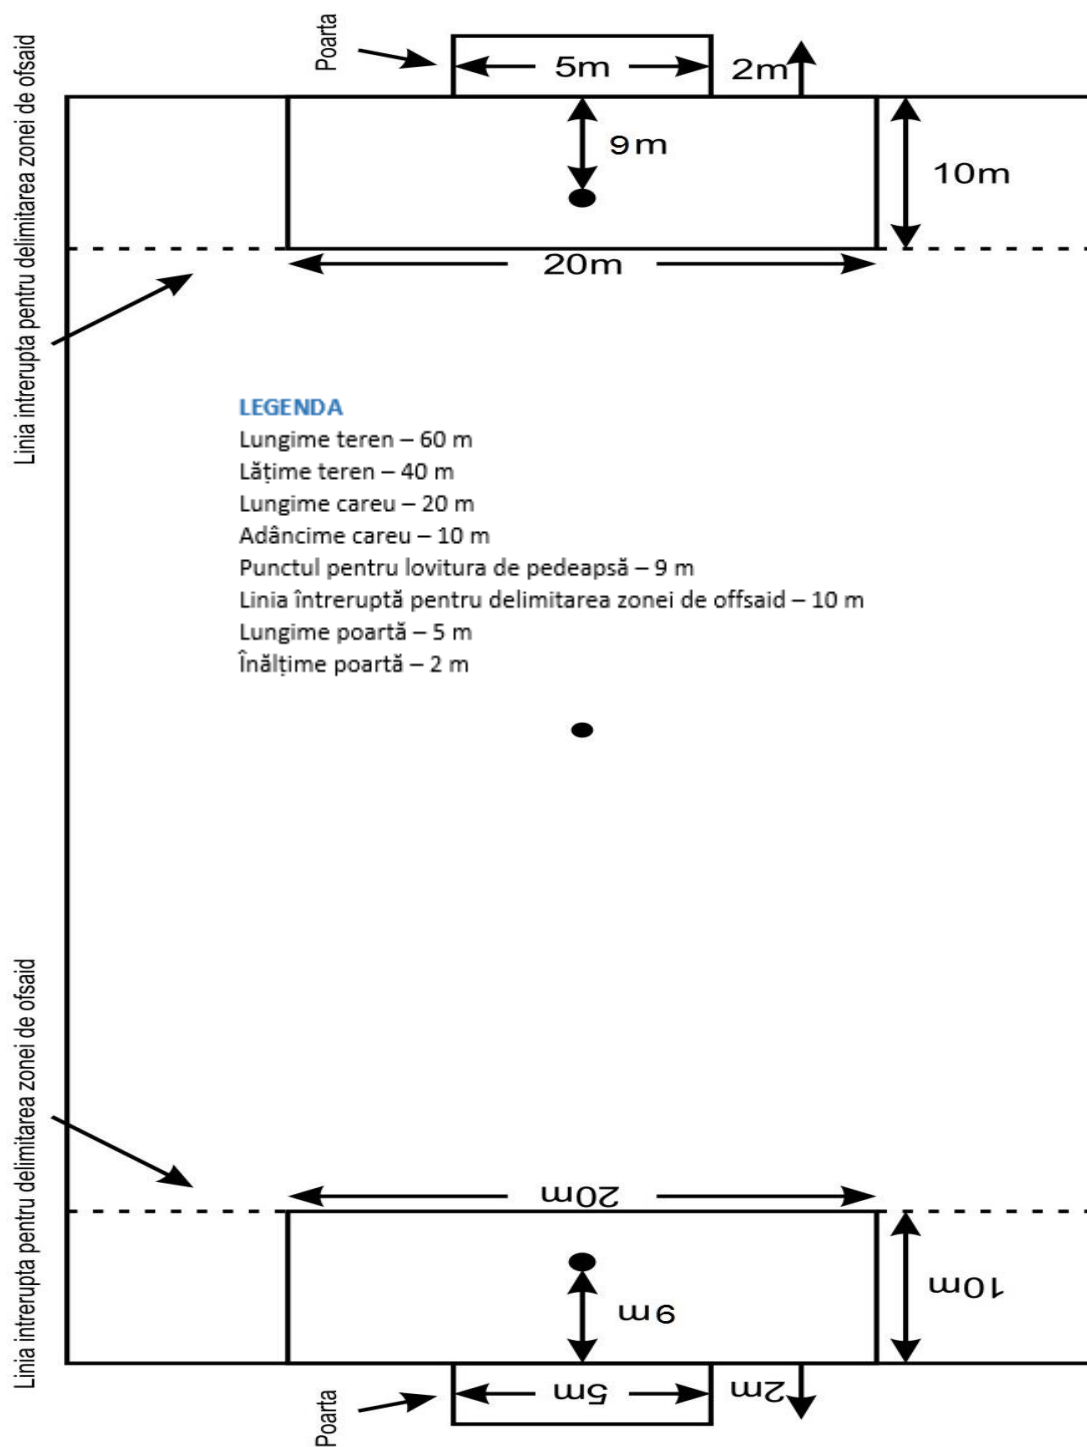 Linia intrerupta pentru delimitarea zonei de ofsaid
Poarta
5m
2m
9m
10m
20m
LEGENDA
Lungime teren – 60 m
Lățime teren – 40 m
Lungime careu – 20 m
Adâncime careu – 10 m
Punctul pentru lovitura de pedeapsă – 9 m
Linia întreruptă pentru delimitarea zonei de offsaid – 10 m
Lungime poartă – 5 m
Înălțime poartă – 2 m
Linia intrerupta pentru delimitarea zonei de ofsaid
20m
10m
9m
5m
2m
Poarta